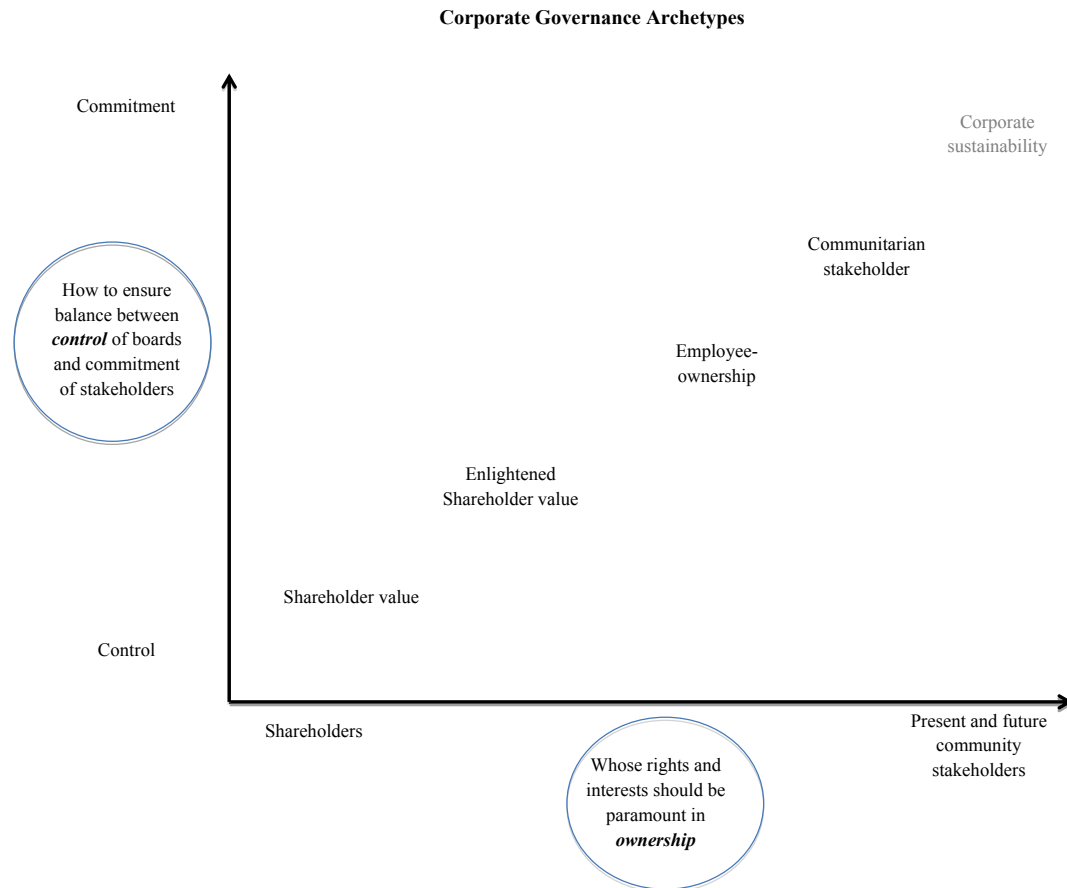 Corporate Governance Archetypes
Commitment
Corporate
sustainability
Communitarian
stakeholder
How to ensure
balance between
control of boards
and commitment
of stakeholders
Employee-
ownership
Enlightened
Shareholder value
Shareholder value
Control
Shareholders
Present and future
community
stakeholders
Whose rights and
interests should be
paramount in
ownership